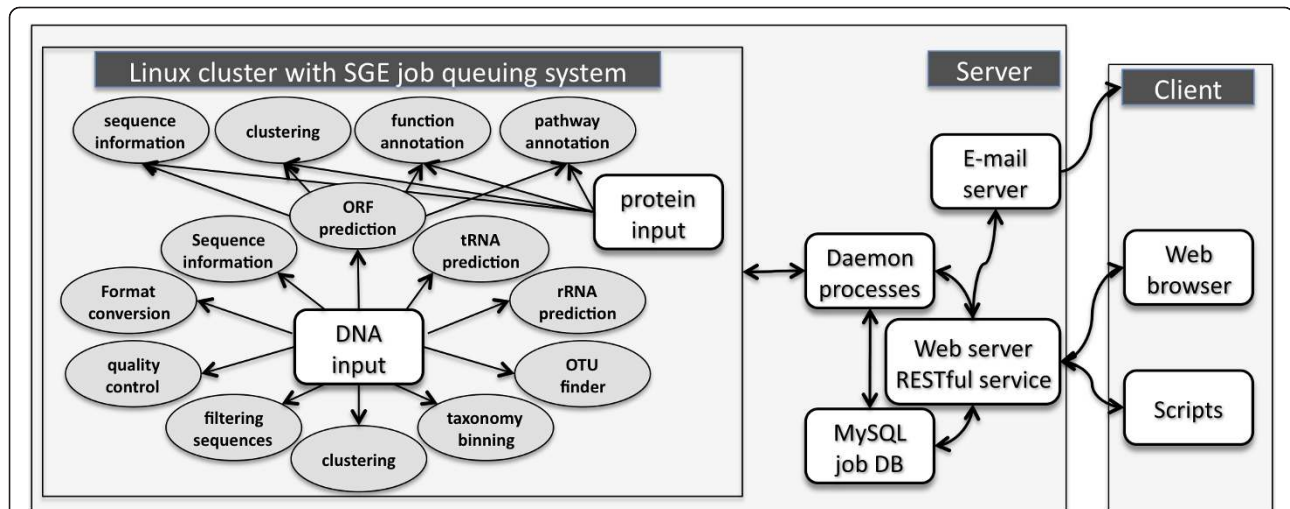 Linux cluster with SGE job queuing system
Server
Client
sequence
information
clustering
function
annotation
pathway
annotation
E-mail
server
protein
input
ORF
prediction
Sequence
information
tRNA
prediction
Daemon
processes
Web
browser
Format
conversion
rRNA
prediction
DNA
input
Web server
RESTful service
quality
control
OTU
finder
Scripts
filtering
sequences
taxonomy
binning
clustering
MySQL
job DB